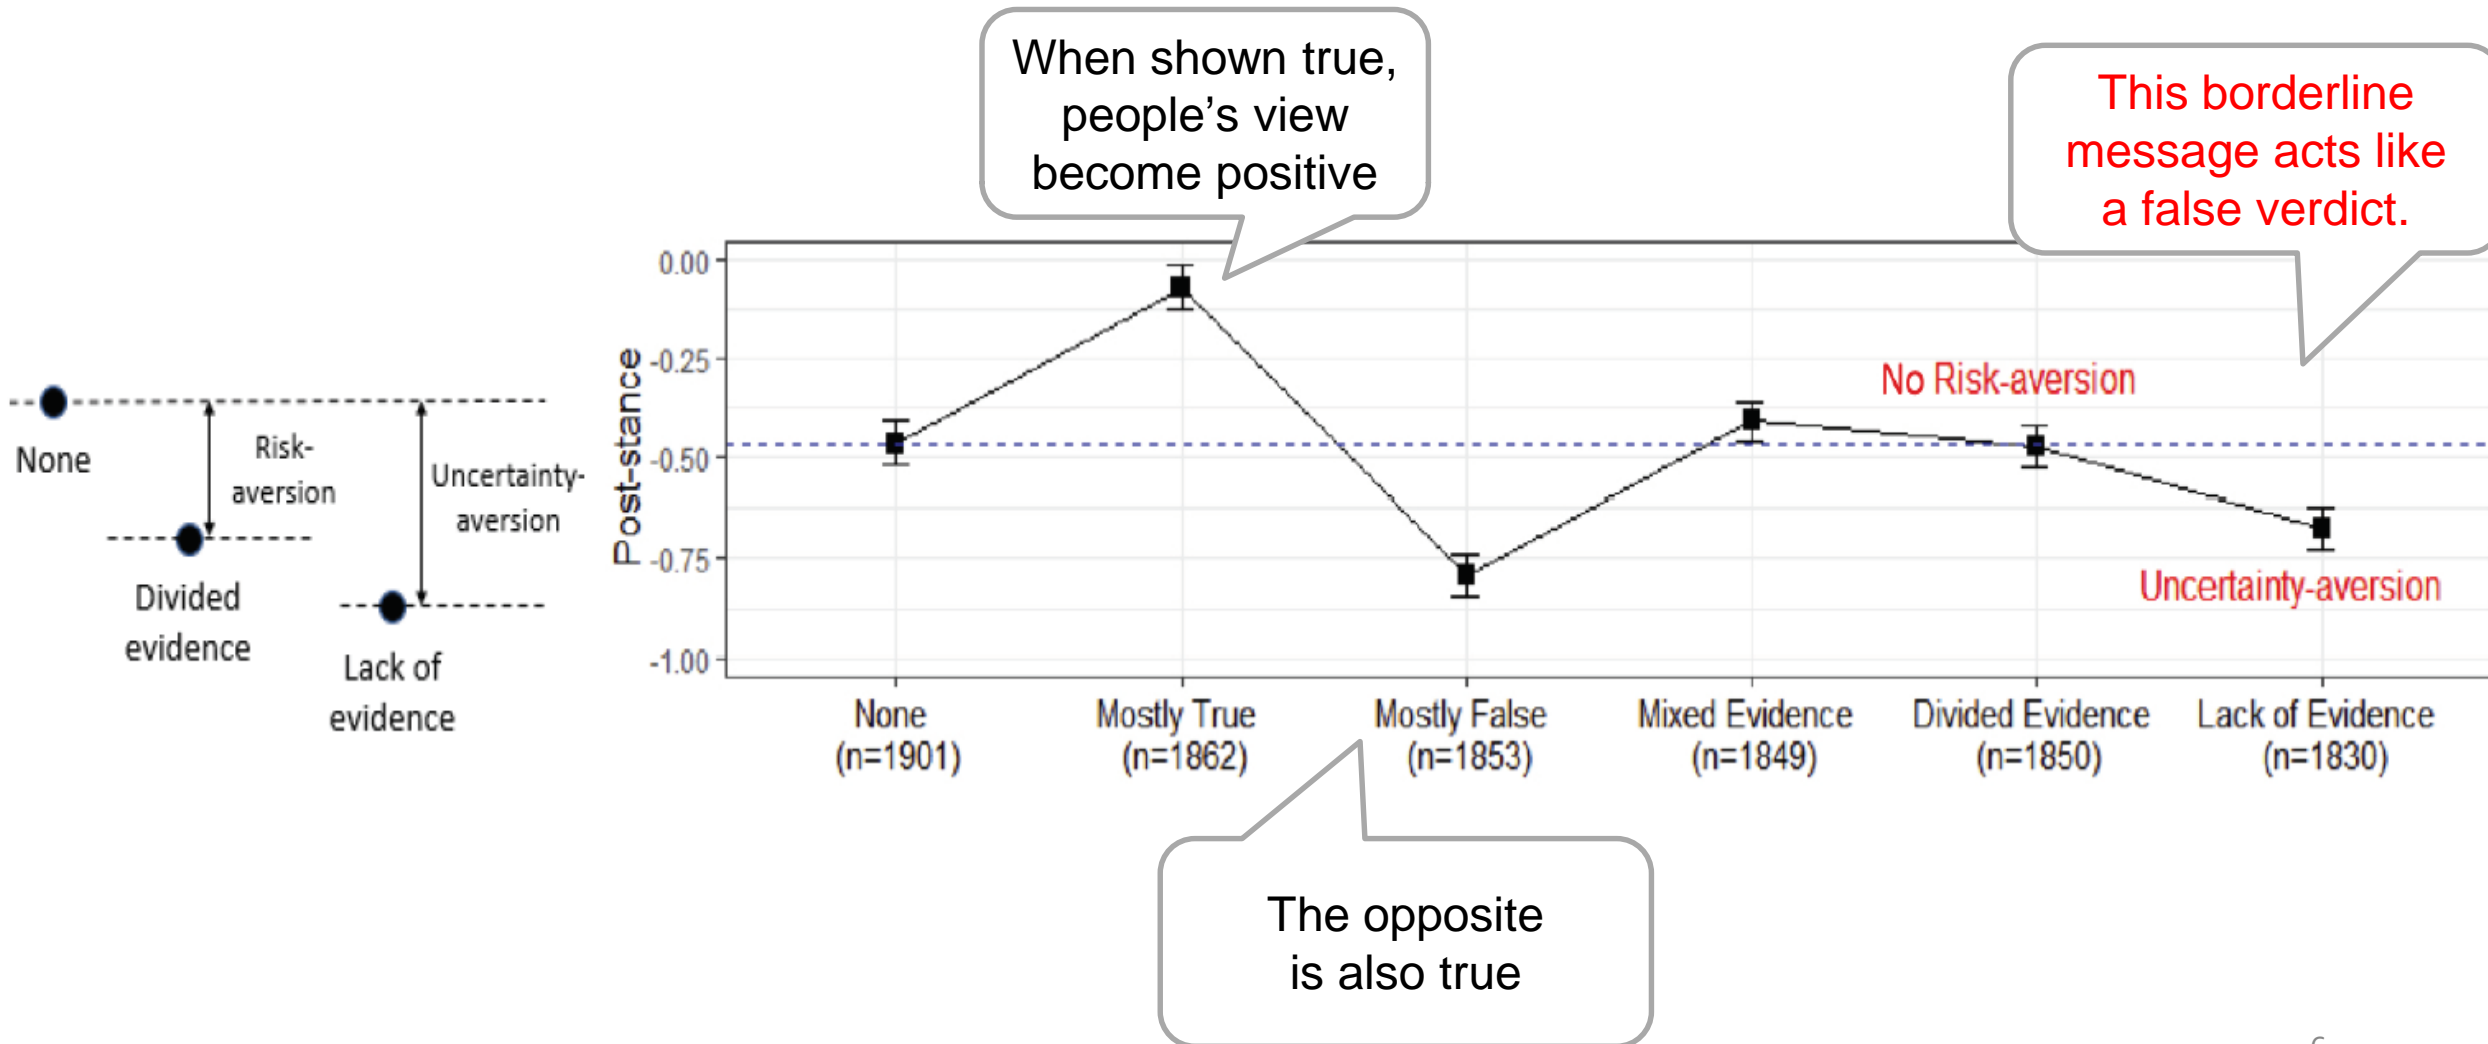 When shown true,
people's view
become positive
This borderline
message acts like
a false verdict.
None
Risk-
aversion
Uncertainty-
aversion
Divided
evidence
Lack of
evidence
Post-stance
0.00
-0.25
-0.50
-0.75
-1.00
No Risk-aversion
Uncertainty-aversion
None
(n=1901)
Mostly True
(n=1862)
Mostly False
(n=1853)
Mixed Evidence
(n=1849)
Divided Evidence
(n=1850)
Lack of Evidence
(n=1830)
The opposite
is also true